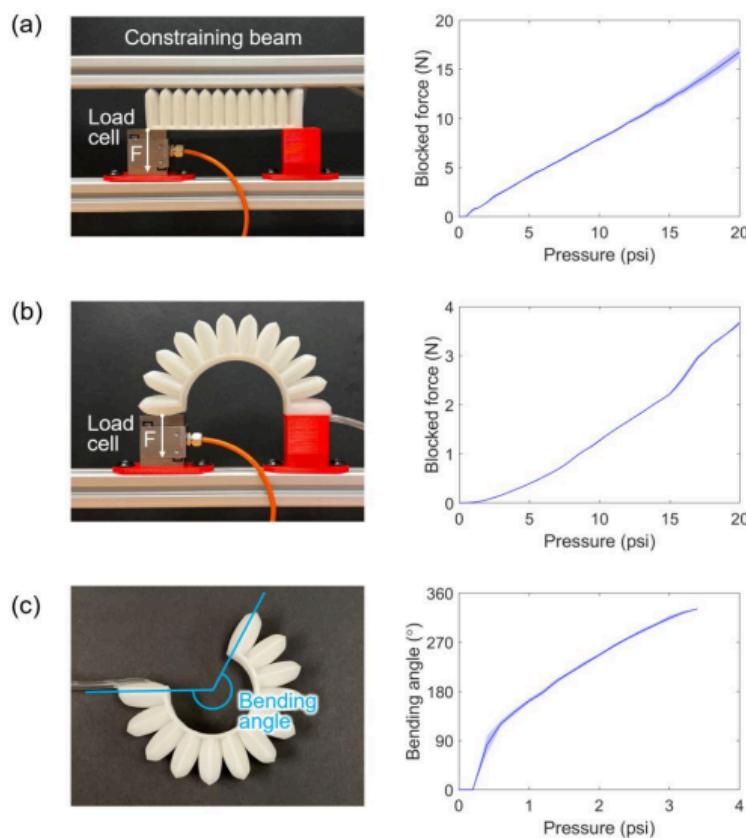 (a)
Constraining beam
Load
cell
F
Blocked force (N)
20
15
10
5
0
0 5 10 15 20
Pressure (psi)
(b)
Load
cell
F
Blocked force (N)
4
3
2
1
0
0 5 10 15 20
Pressure (psi)
(c)
Bending
angle
Bending angle (°)
360
270
180
90
0
0 1 2 3 4
Pressure (psi)